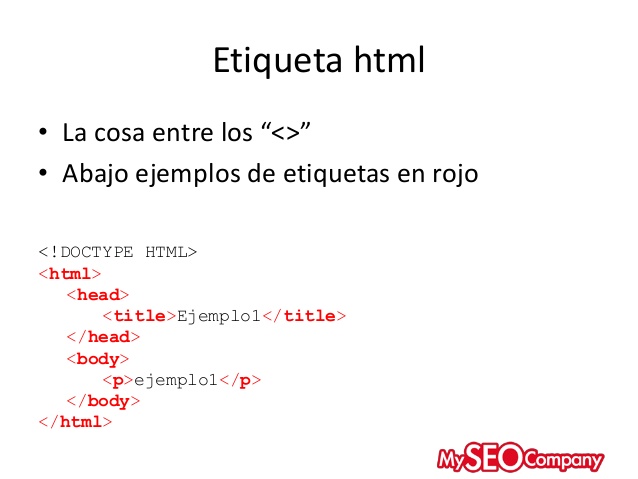 Etiqueta html
• La cosa entre los “<>”
• Abajo ejemplos de etiquetas en rojo
<!DOCTYPE HTML>
<html>
<head>
<title>Ejemplo1</title>
</head>
<body>
<p>ejemplo1</p>
</body>
</html>
MySEOCompany